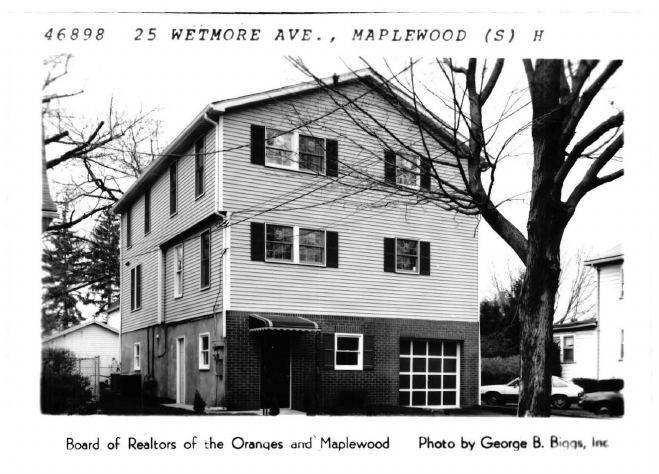 46898 25 WETMORE AVE., MAPLEWOOD (S) H
Board of Realtors of the Oranges and Maplewood Photo by George B. Biggs, Inc